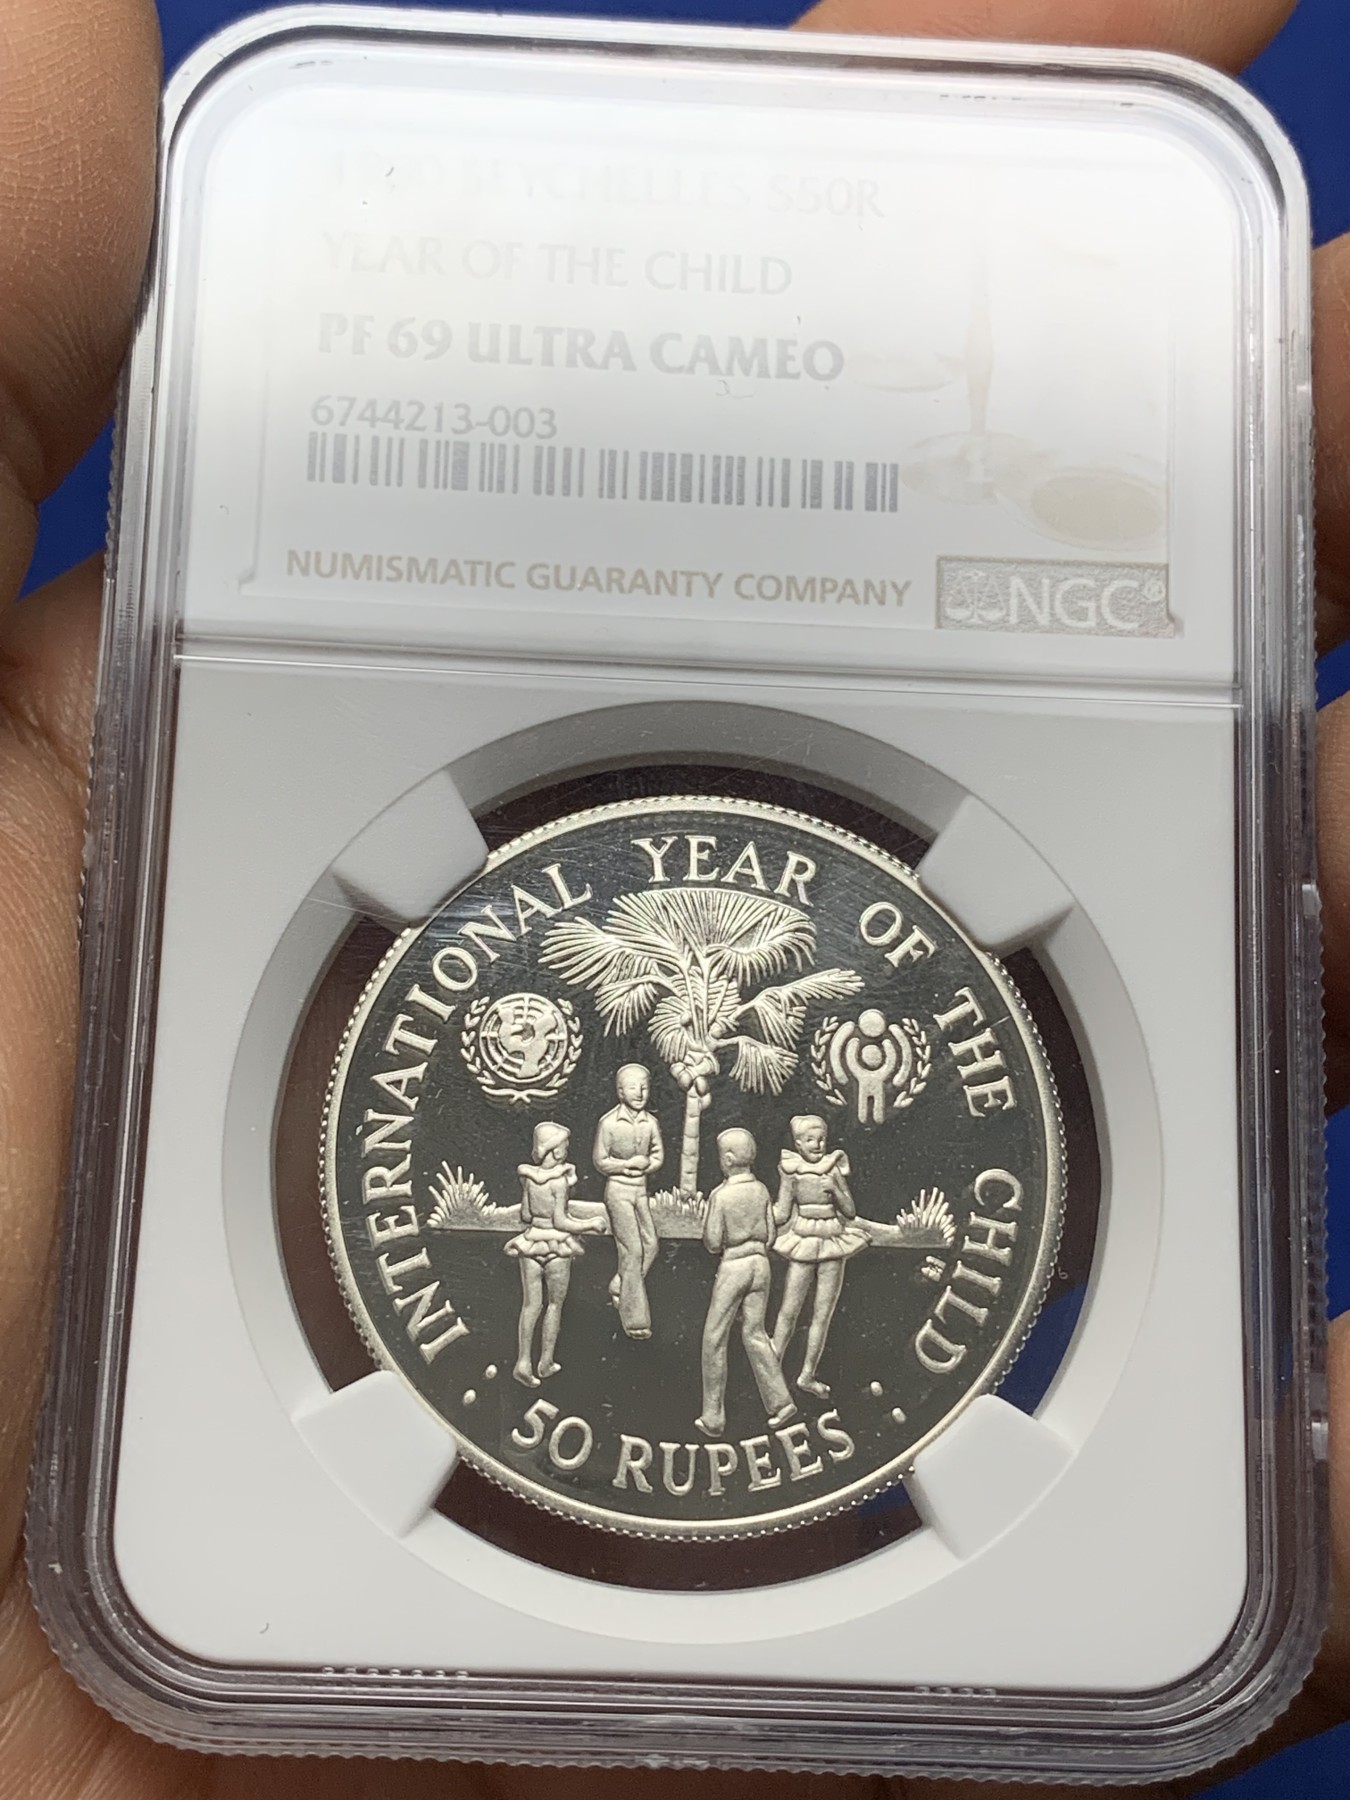 1980 SEYCHELLES S50R
YEAR OF THE CHILD
PF 69 ULTRA CAMEO
6744213-003
NUMISMATIC GUARANTY COMPANY
NGC®
INTERNATIONAL YEAR OF THE CHILD
50 RUPEES